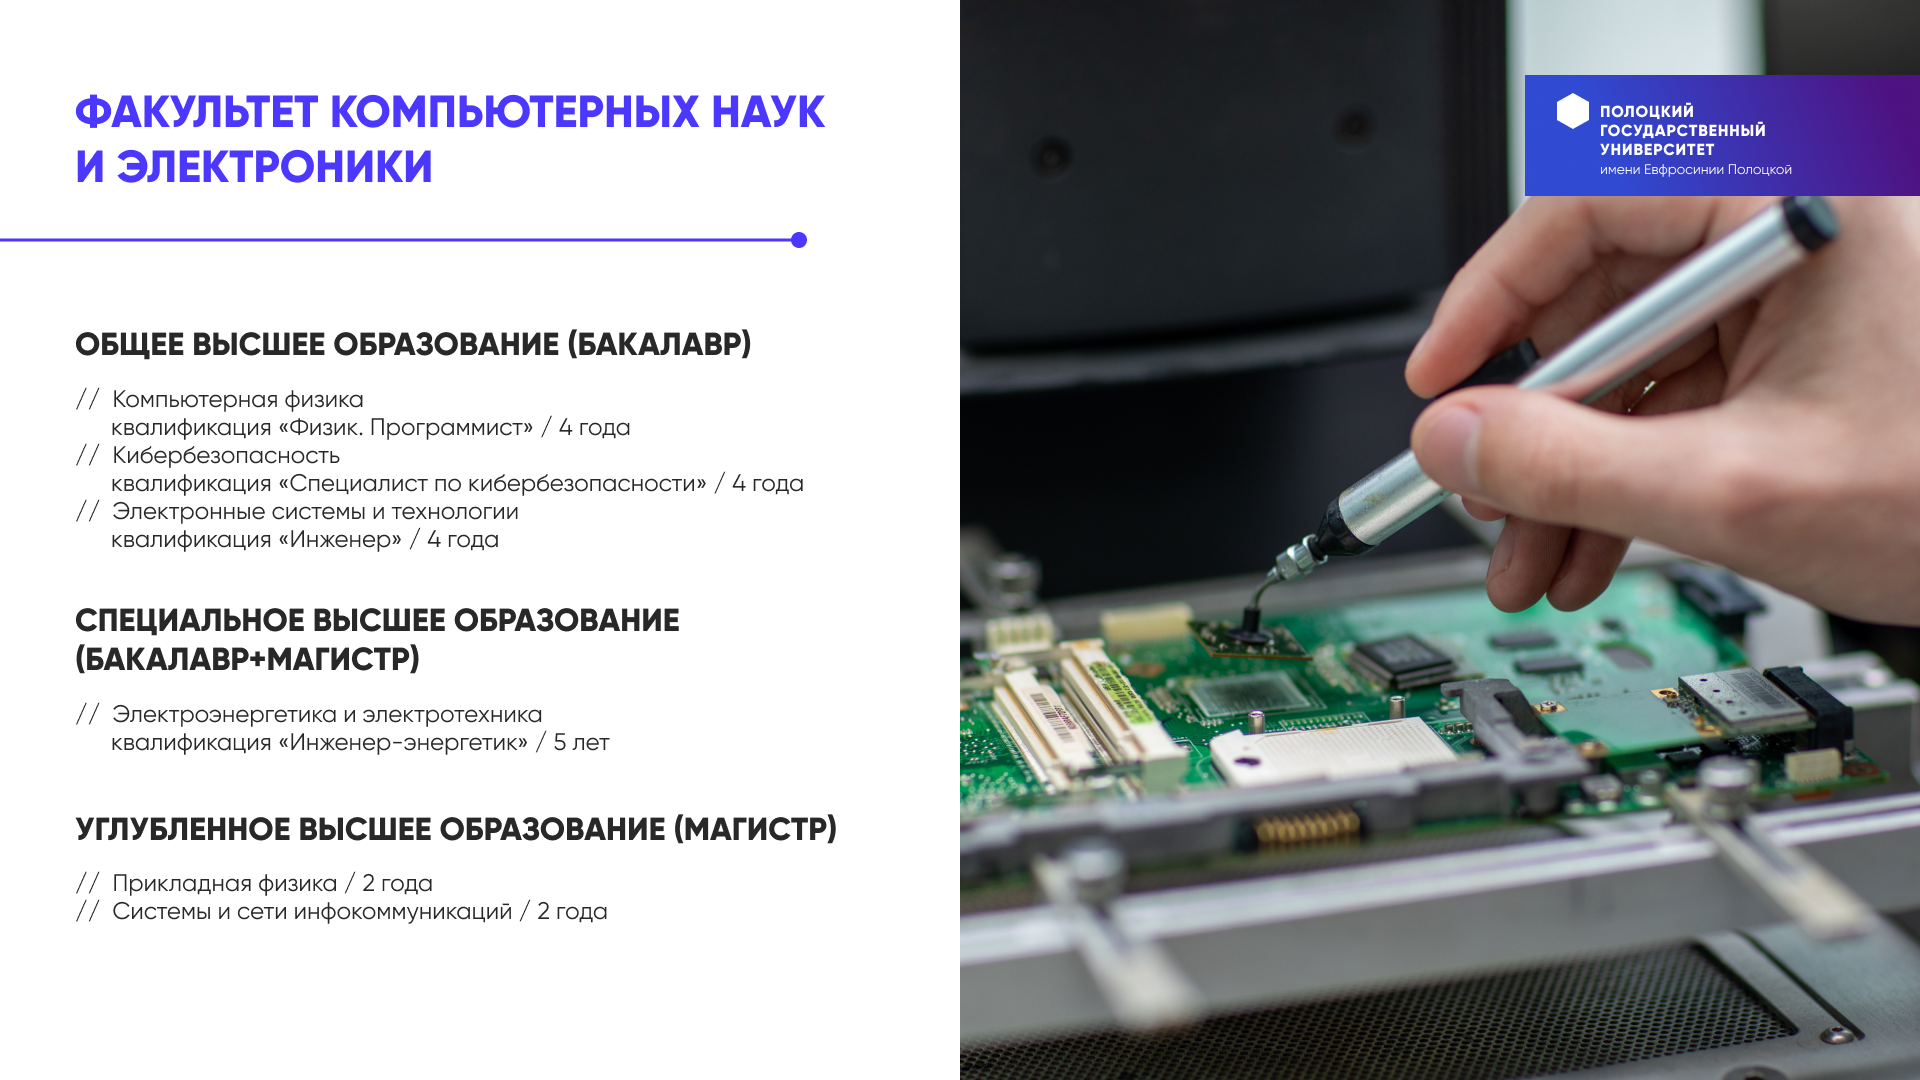 ФАКУЛЬТЕТ КОМПЬЮТЕРНЫХ НАУК
И ЭЛЕКТРОНИКИ
ОБЩЕЕ ВЫСШЕЕ ОБРАЗОВАНИЕ (БАКАЛАВР)
// Компьютерная физика
квалификация «Физик. Программист» / 4 года
// Кибербезопасность
квалификация «Специалист по кибербезопасности» / 4 года
// Электронные системы и технологии
квалификация «Инженер» / 4 года
СПЕЦИАЛЬНОЕ ВЫСШЕЕ ОБРАЗОВАНИЕ
(БАКАЛАВР+МАГИСТР)
// Электроэнергетика и электротехника
квалификация «Инженер-энергетик» / 5 лет
УГЛУБЛЕННОЕ ВЫСШЕЕ ОБРАЗОВАНИЕ (МАГИСТР)
// Прикладная физика / 2 года
// Системы и сети инфокоммуникаций / 2 года
ПОЛОЦКИЙ
ГОСУДАРСТВЕННЫЙ
УНИВЕРСИТЕТ
имени Евфросинии Полоцкой